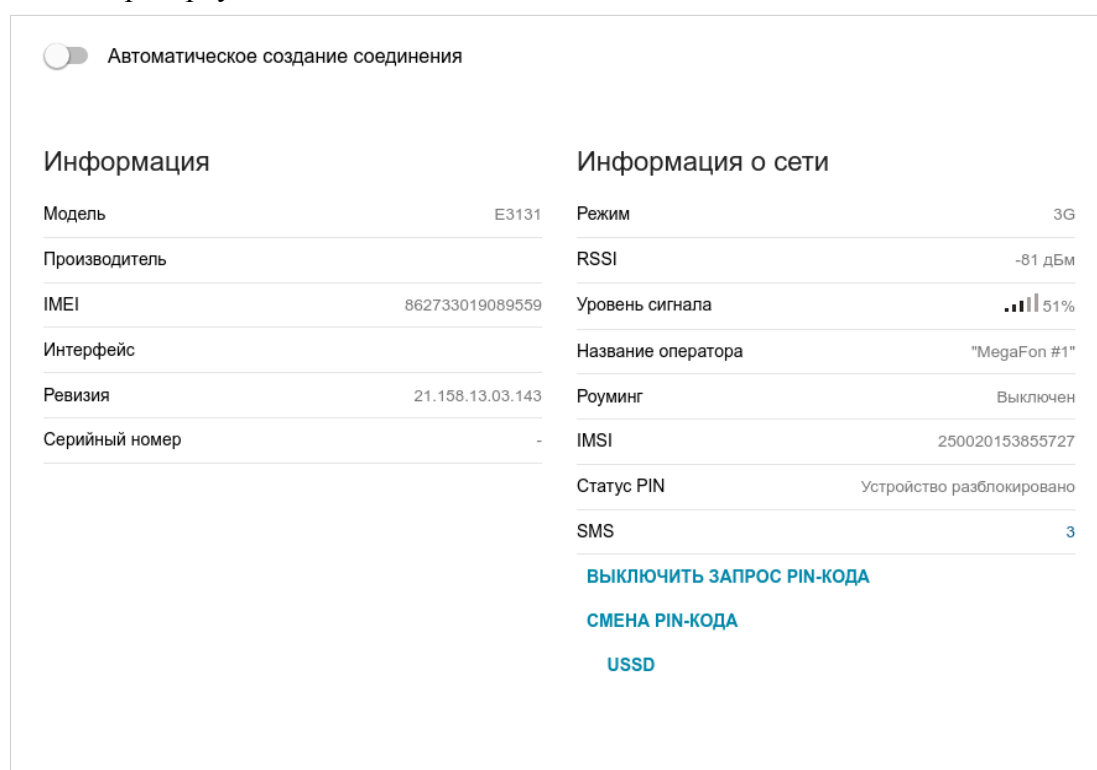 Автоматическое создание соединения
Информация
Модель E3131
Производитель
IMEI 862733019089559
Интерфейс
Ревизия 21.158.13.03.143
Серийный номер -
Информация о сети
Режим 3G
RSSI -81 дБм
Уровень сигнала 51%
Название оператора "MegaFon #1"
Роуминг Выключен
IMSI 250020153855727
Статус PIN Устройство разблокировано
SMS 3
ВЫКЛЮЧИТЬ ЗАПРОС PIN-КОДА
СМЕНА PIN-КОДА
USSD